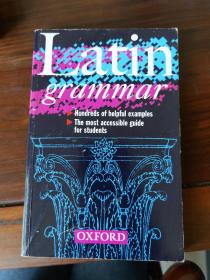 Latin
grammar
Hundreds of helpful examples
The most accessible guide
for students
OXFORD